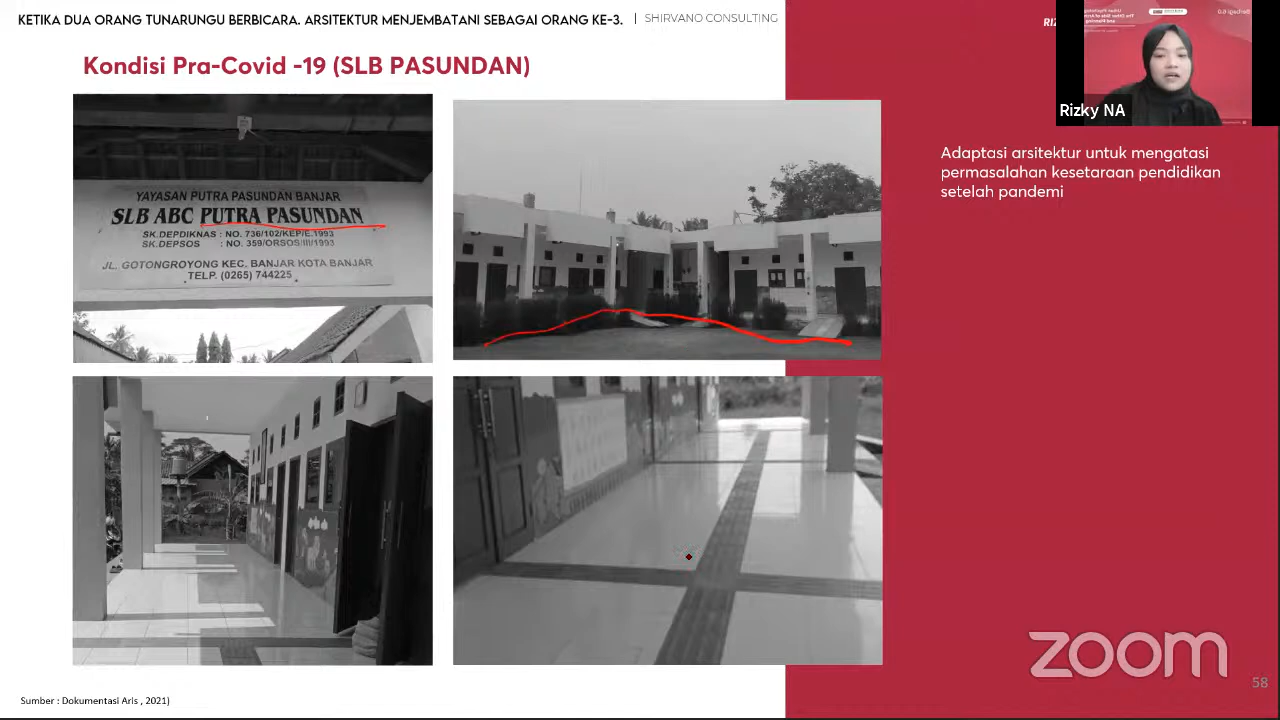 KETIKA DUA ORANG TUNARUNGU BERBICARA. ARSITEKTUR MENJEMBATANI SEBAGAI ORANG KE-3. | SHIRVANO CONSULTING
Kondisi Pra-Covid -19 (SLB PASUNDAN)
YAYASAN PUTRA PASUNDAN BANJAR
SLB ABC PUTRA PASUNDAN
SK.DEPDIKNAS : NO. 736/102/KEP/E.1993
SK.DEPSOS : NO. 359/ORSOS/III/1993
JL. GOTONGROYONG KEC. BANJAR KOTA BANJAR
TELP. (0265) 744225
Rizky NA
Adaptasi arsitektur untuk mengatasi
permasalahan kesetaraan pendidikan
setelah pandemi
zoom
58
Sumber : Dokumentasi Aris , 2021)